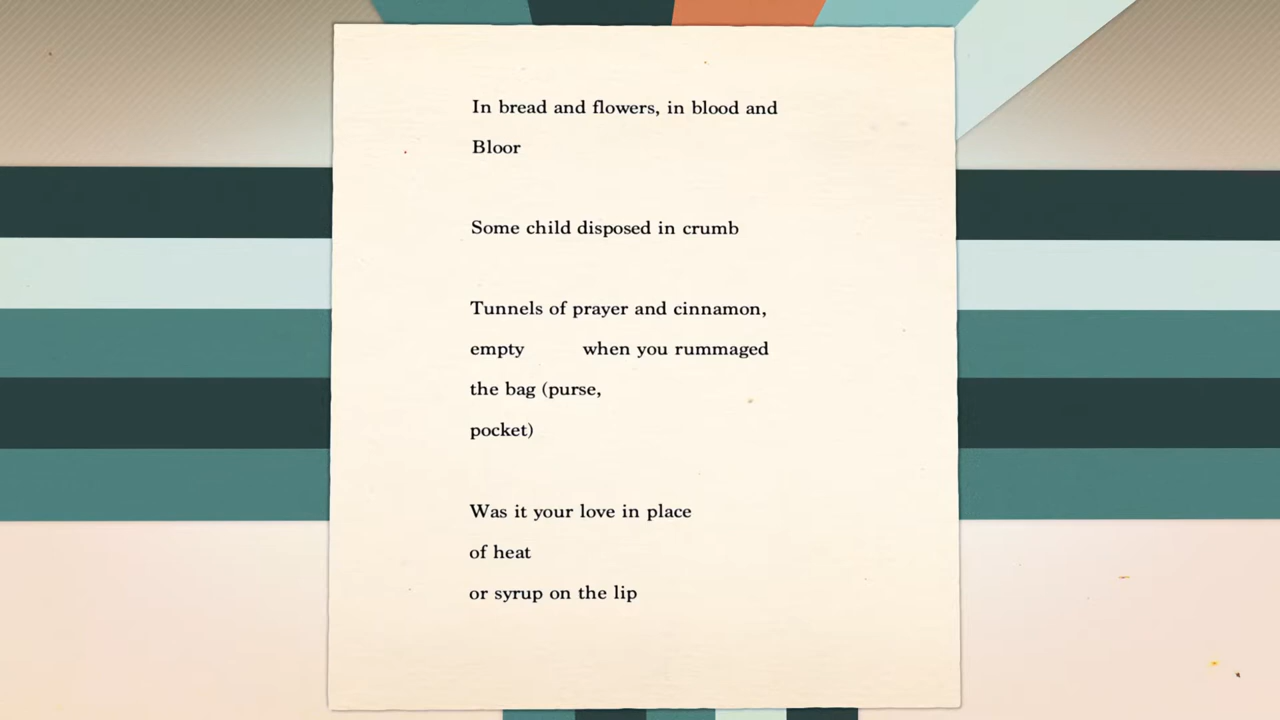 In bread and flowers, in blood and
Bloor
Some child disposed in crumb
Tunnels of prayer and cinnamon,
empty when you rummaged
the bag (purse,
pocket)
Was it your love in place
of heat
or syrup on the lip